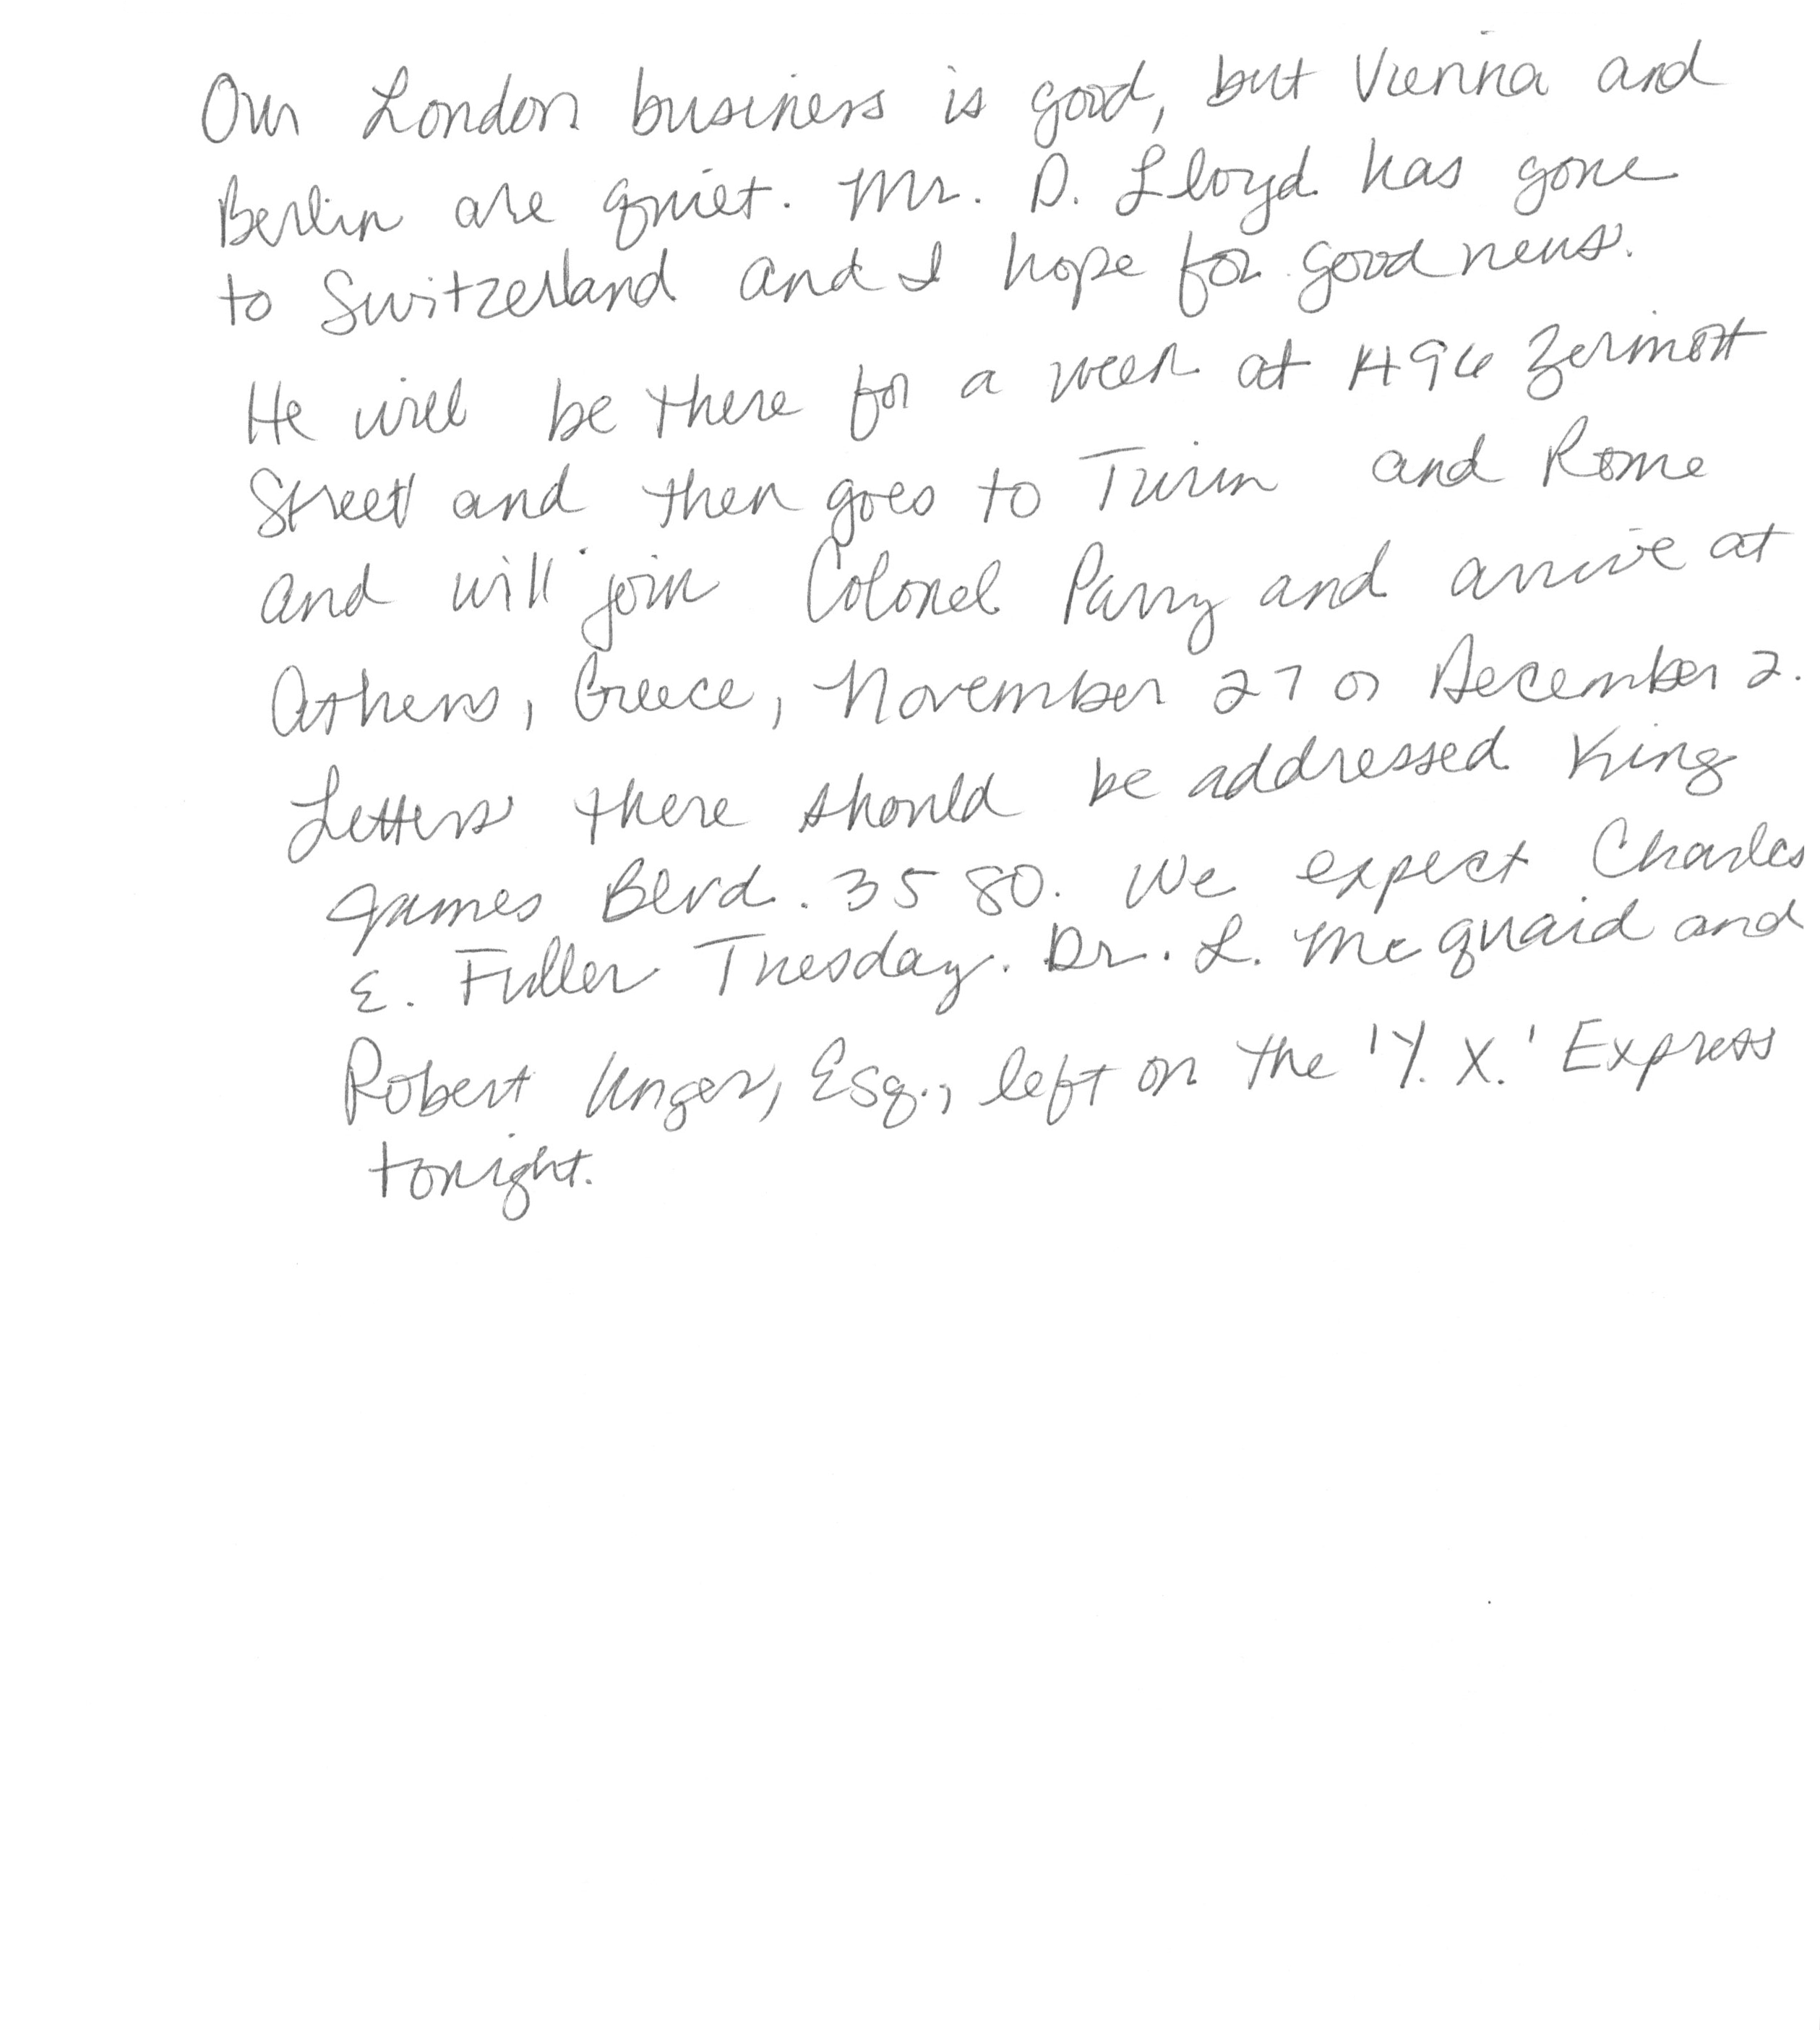 Our London business is good, but Vienna and
Berlin are quiet. Mr. D. Lloyd has gone
to Switzerland and I hope for good news.
He will be there for a week at 1496 Zermott
Street and then goes to Turin and Rome
and will join Colonel Parry and arrive at
Athens, Greece, November 27 or December 2.
Letters there should be addressed King
James Blvd. 3580. We expect Charles
E. Fuller Tuesday. Dr. L. McQuaid and
Robert Unger, Esq., left on the 'Y. X.' Express
tonight.